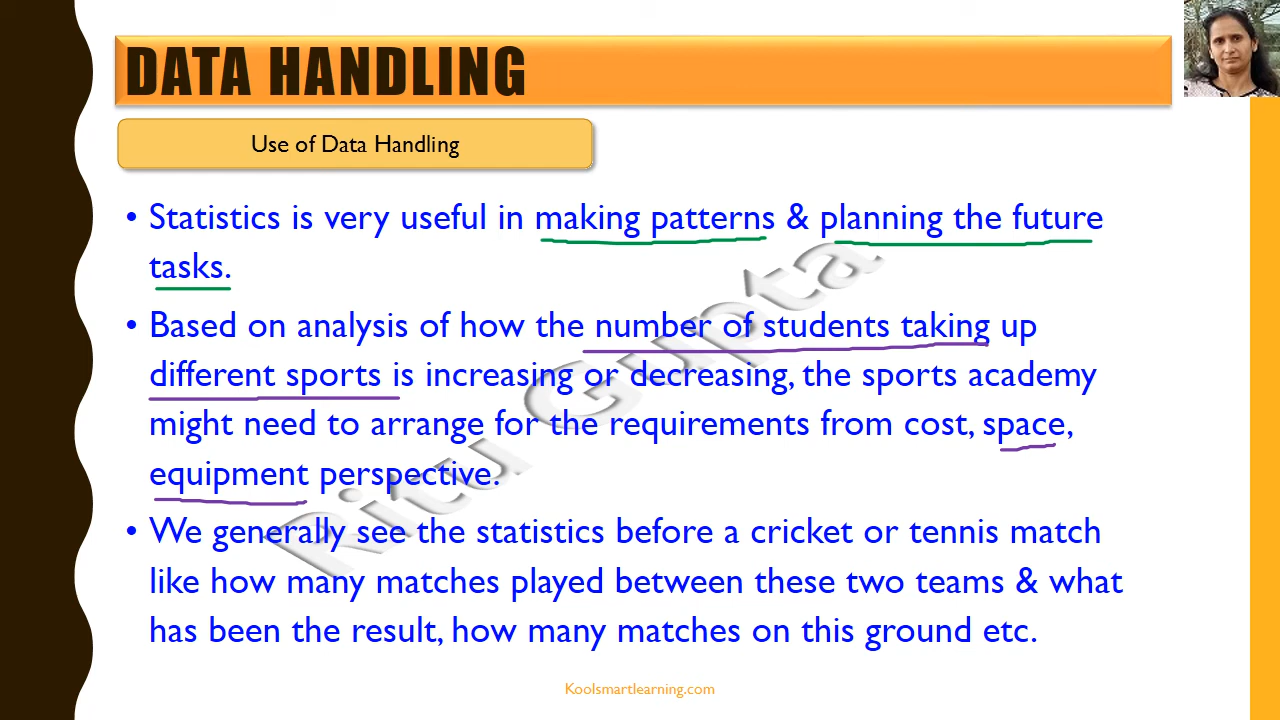 DATA HANDLING
Use of Data Handling
• Statistics is very useful in making patterns & planning the future
tasks.
• Based on analysis of how the number of students taking up
different sports is increasing or decreasing, the sports academy
might need to arrange for the requirements from cost, space,
equipment perspective.
• We generally see the statistics before a cricket or tennis match
like how many matches played between these two teams & what
has been the result, how many matches on this ground etc.
Ritu Gupta
Koolsmartlearning.com